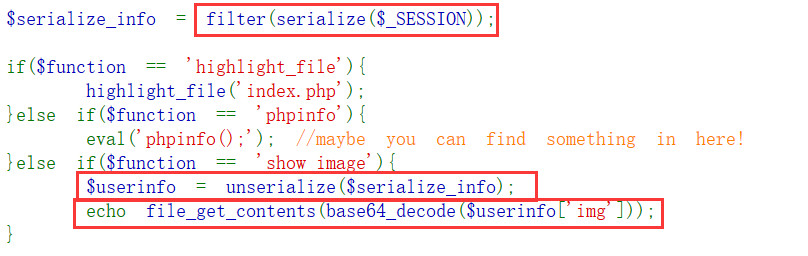 $serialize_info = filter(serialize($_SESSION));
if($function == 'highlight_file'){
highlight_file('index.php');
}else if($function == 'phpinfo'){
eval('phpinfo();'); //maybe you can find something in here!
}else if($function == 'show_image'){
$userinfo = unserialize($serialize_info);
echo file_get_contents(base64_decode($userinfo['img']));
}